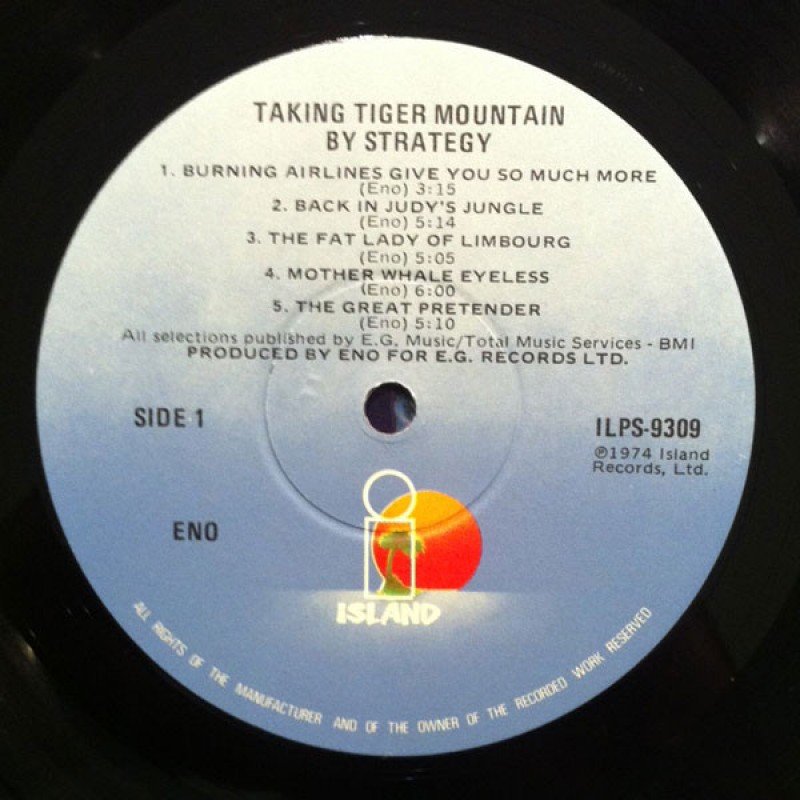 TAKING TIGER MOUNTAIN
BY STRATEGY
1. BURNING AIRLINES GIVE YOU SO MUCH MORE
(Eno) 3:15
2. BACK IN JUDY'S JUNGLE
(Eno) 5:14
3. THE FAT LADY OF LIMBOURG
(Eno) 5:05
4. MOTHER WHALE EYELESS
(Eno) 6:00
5. THE GREAT PRETENDER
(Eno) 5:10
All selections published by E.G. Music/Total Music Services - BMI
PRODUCED BY ENO FOR E.G. RECORDS LTD.
SIDE 1
ILPS-9309
℗1974 Island
Records, Ltd.
ENO
i
ISLAND
ALL RIGHTS OF THE MANUFACTURER AND OF THE OWNER OF THE RECORDED WORK RESERVED